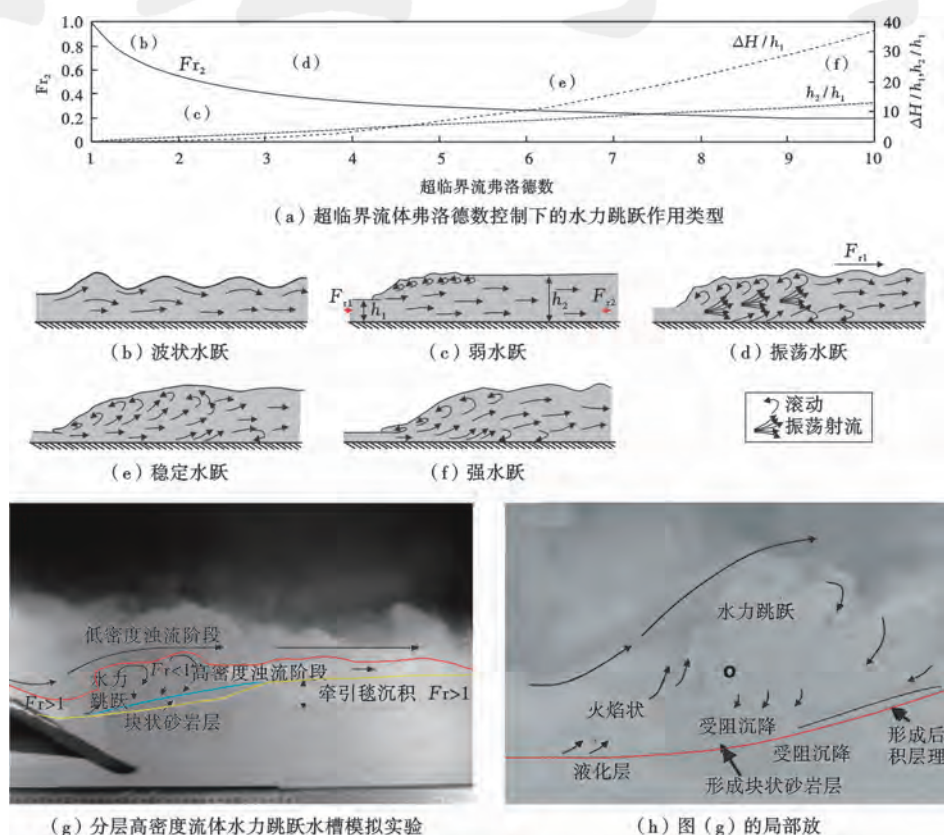 1.0
0.8
0.6
0.4
0.2
0
Fr₂
(b)
Fr₂
(c)
(d)
(e)
(f)
ΔH/h₁
h₂/h₁
40
30
20
10
0
ΔH/h₁,h₂/h₁
1 2 3 4 5 6 7 8 9 10
超临界流弗洛德数
(a)超临界流体弗洛德数控制下的水力跳跃作用类型
(b)波状水跃
Fr1
h₁
h₂
Fr2
(c)弱水跃
Fr1
(d)振荡水跃
(e)稳定水跃
(f)强水跃
滚动
振荡射流
低密度浊流阶段
Fr<1
高密度浊流阶段
Fr>1
水力
跳跃
牵引毯沉积 Fr>1
块状砂岩层
(g)分层高密度流体水力跳跃水槽模拟实验
水力跳跃
O
火焰状
受阻沉降
液化层
受阻沉降
形成后
积层理
形成块状砂岩层
(h)图(g)的局部放